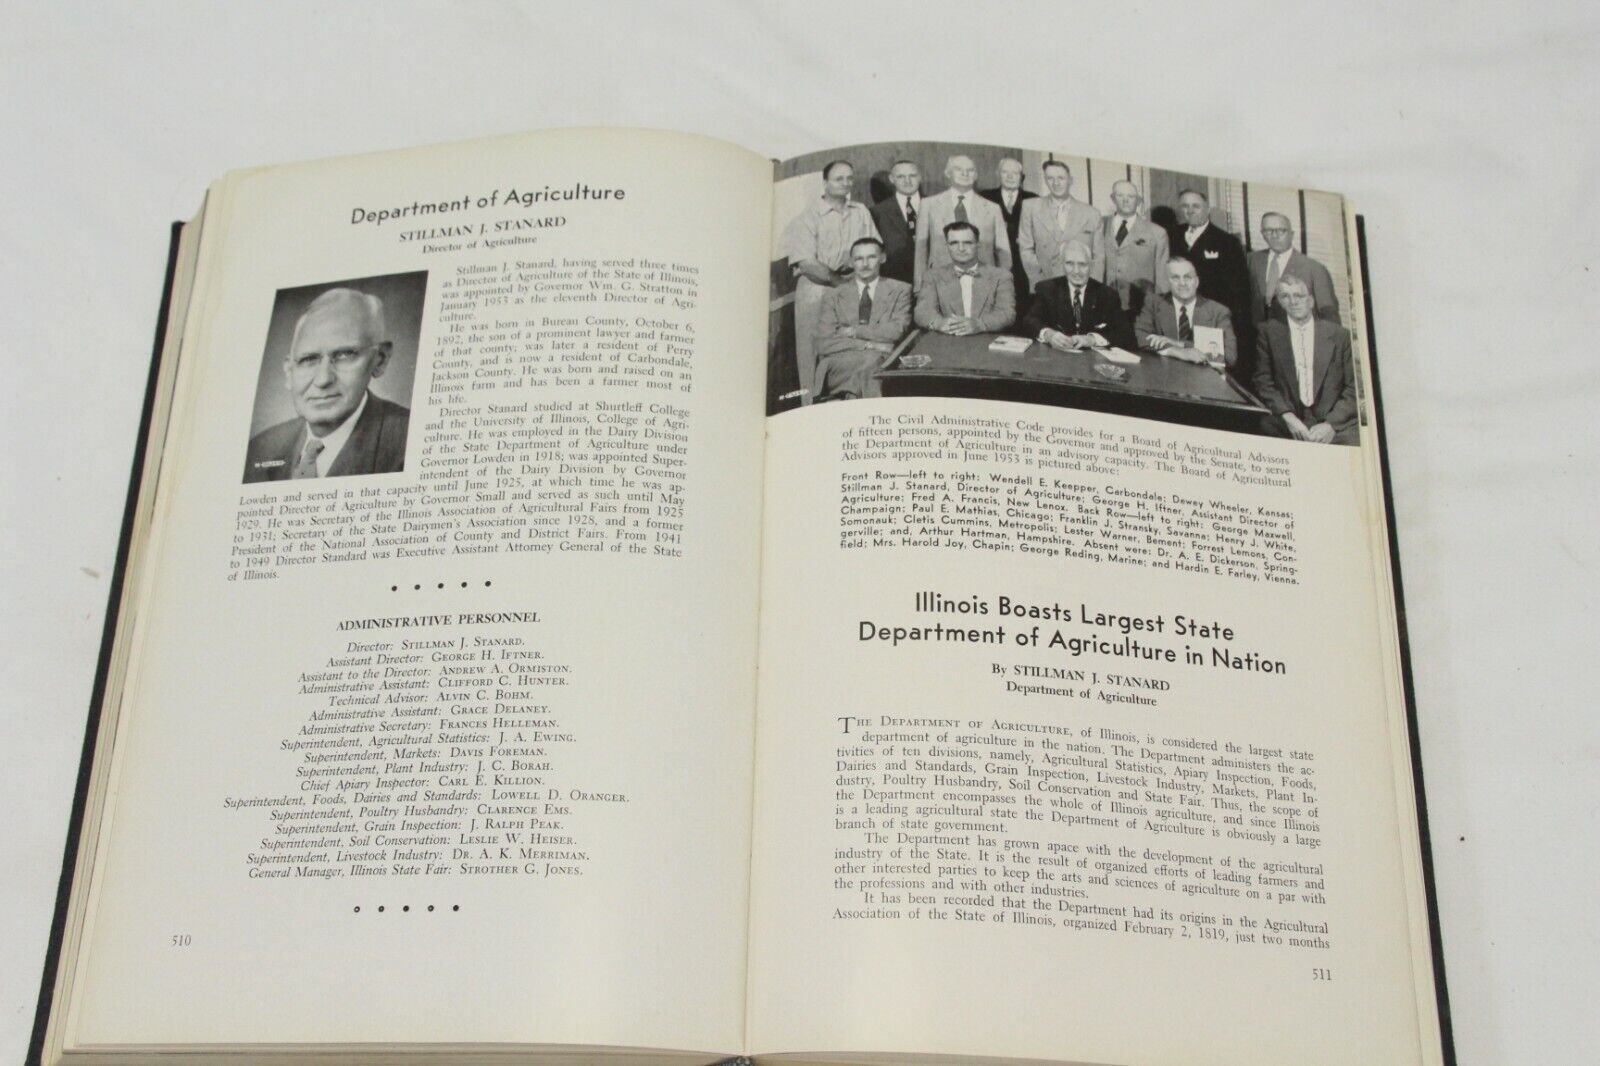 Department of Agriculture
STILLMAN J. STANARD
Director of Agriculture
Stillman J. Stanard, having served three times
as Director of Agriculture of the State of Illinois,
was appointed by Governor Wm. G. Stratton in
January 1953 as the eleventh Director of Agri-
culture.
He was born in Bureau County, October 6,
1892, the son of a prominent lawyer and farmer
of that county; was later a resident of Perry
County, and is now a resident of Carbondale,
Jackson County. He was born and raised on an
Illinois farm and has been a farmer most of
his life.
Director Stanard studied at Shurtleff College
and the University of Illinois, College of Agri-
culture. He was employed in the Dairy Division
of the State Department of Agriculture under
Governor Lowden in 1918; was appointed Super-
intendent of the Dairy Division by Governor
Lowden and served in that capacity until June 1925, at which time he was ap-
pointed Director of Agriculture by Governor Small and served as such until May
1929. He was Secretary of the Illinois Association of Agricultural Fairs from 1925
to 1931; Secretary of the State Dairymen's Association since 1928, and a former
President of the National Association of County and District Fairs. From 1941
to 1949 Director Standard was Executive Assistant Attorney General of the State
of Illinois.
ADMINISTRATIVE PERSONNEL
Director: STILLMAN J. STANARD.
Assistant Director: GEORGE H. IFTNER.
Assistant to the Director: ANDREW A. ORMISTON.
Administrative Assistant: CLIFFORD C. HUNTER.
Technical Advisor: ALVIN C. BOHM.
Administrative Assistant: GRACE DELANEY.
Administrative Secretary: FRANCES HELLEMAN.
Superintendent, Agricultural Statistics: J. A. EWING.
Superintendent, Markets: DAVIS FOREMAN.
Superintendent, Plant Industry: J. C. BORAH.
Chief Apiary Inspector: CARL E. KILLION.
Superintendent, Foods, Dairies and Standards: LOWELL D. ORANGER.
Superintendent, Poultry Husbandry: CLARENCE EMS.
Superintendent, Grain Inspection: J. RALPH PEAK.
Superintendent, Soil Conservation: LESLIE W. HEISER.
Superintendent, Livestock Industry: DR. A. K. MERRIMAN.
General Manager, Illinois State Fair: STROTHER G. JONES.
510
The Civil Administrative Code provides for a Board of Agricultural Advisors
of fifteen persons, appointed by the Governor and approved by the Senate, to serve
the Department of Agriculture in an advisory capacity. The Board of Agricultural
Advisors approved in June 1953 is pictured above:
Front Row—left to right: Wendell E. Keepper, Carbondale; Dewey Wheeler, Kansas;
Stillman J. Stanard, Director of Agriculture; George H. Iftner, Assistant Director of
Agriculture; Fred A. Francis, New Lenox. Back Row—left to right: George Maxwell,
Champaign; Paul E. Mathias, Chicago; Franklin J. Stransky, Savanna; Henry J. White,
Somonauk; Cletis Cummins, Metropolis; Lester Warner, Bement; Forrest Lemons, Con-
gerville; and, Arthur Hartman, Hampshire. Absent were: Dr. A. E. Dickerson, Spring-
field; Mrs. Harold Joy, Chapin; George Reding, Marine; and Hardin E. Farley, Vienna.
Illinois Boasts Largest State
Department of Agriculture in Nation
By STILLMAN J. STANARD
Department of Agriculture
THE DEPARTMENT OF AGRICULTURE, of Illinois, is considered the largest state
department of agriculture in the nation. The Department administers the ac-
tivities of ten divisions, namely, Agricultural Statistics, Apiary Inspection, Foods,
Dairies and Standards, Grain Inspection, Livestock Industry, Markets, Plant In-
dustry, Poultry Husbandry, Soil Conservation and State Fair. Thus, the scope of
the Department encompasses the whole of Illinois agriculture, and since Illinois
is a leading agricultural state the Department of Agriculture is obviously a large
branch of state government.
The Department has grown apace with the development of the agricultural
industry of the State. It is the result of organized efforts of leading farmers and
other interested parties to keep the arts and sciences of agriculture on a par with
the professions and with other industries.
It has been recorded that the Department had its origins in the Agricultural
Association of the State of Illinois, organized February 2, 1819, just two months
511